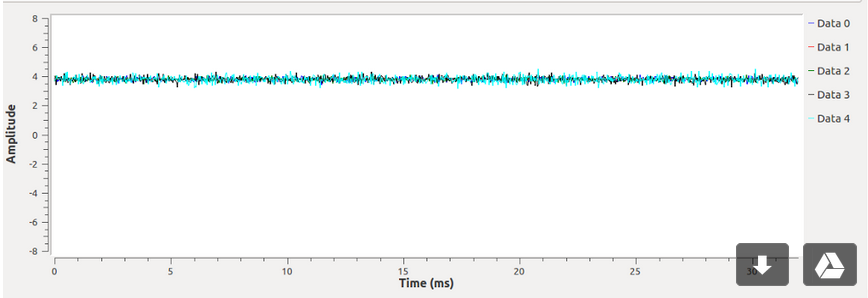 8
6
4
2
0
-2
-4
-6
-8
Amplitude
0 5 10 15 20 25 30
Time (ms)
Data 0
Data 1
Data 2
Data 3
Data 4